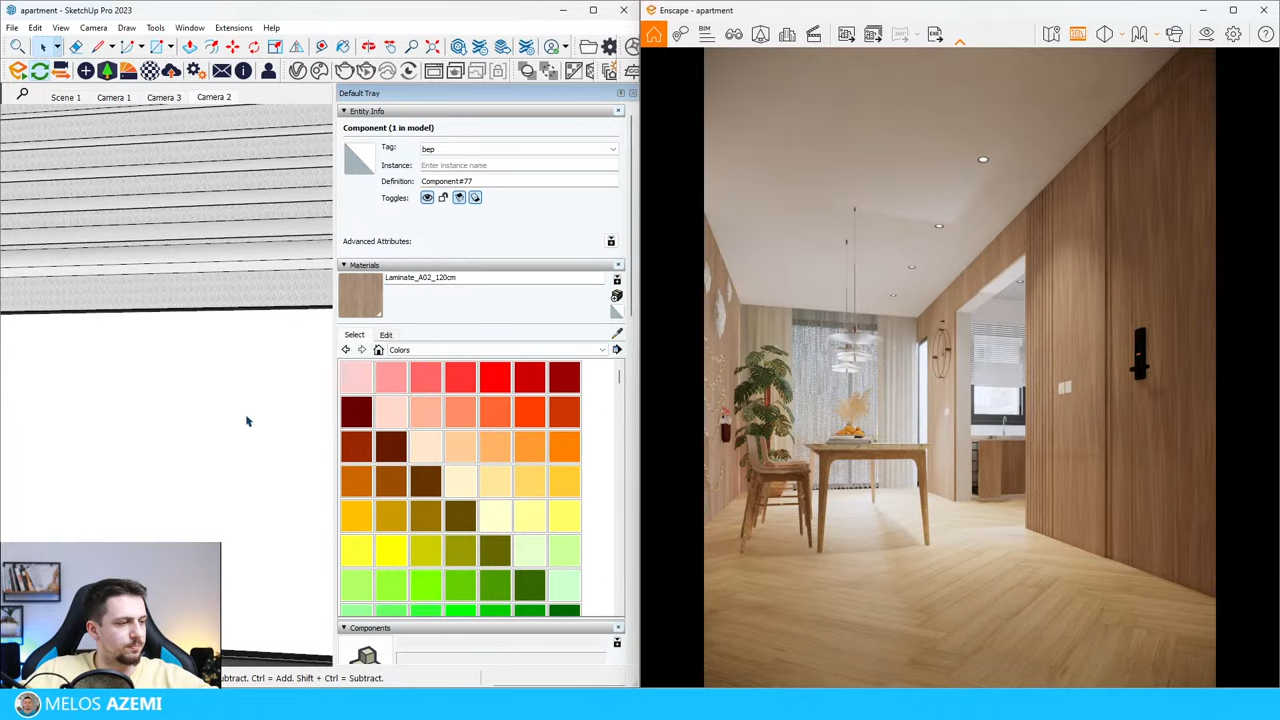 apartment - SketchUp Pro 2023
File Edit View Camera Draw Tools Window Extensions Help
Scene 1 Camera 1 Camera 3 Camera 2
Default Tray
Entity Info
Component (1 in model)
Tag: bep
Instance: Enter instance name
Definition: Component#77
Toggles:
Advanced Attributes:
Materials
Laminate_A02_120cm
Select Edit
Colors
Components
ubtract. Ctrl = Add. Shift + Ctrl = Subtract.
Enscape - apartment
BIM
EXE
MELOS AZEMI